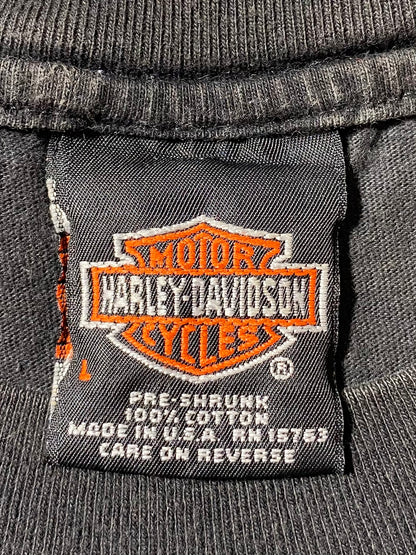 MOTOR
HARLEY-DAVIDSON
CYCLES
®
L
PRE-SHRUNK
100% COTTON
MADE IN U.S.A. RN 15763
CARE ON REVERSE